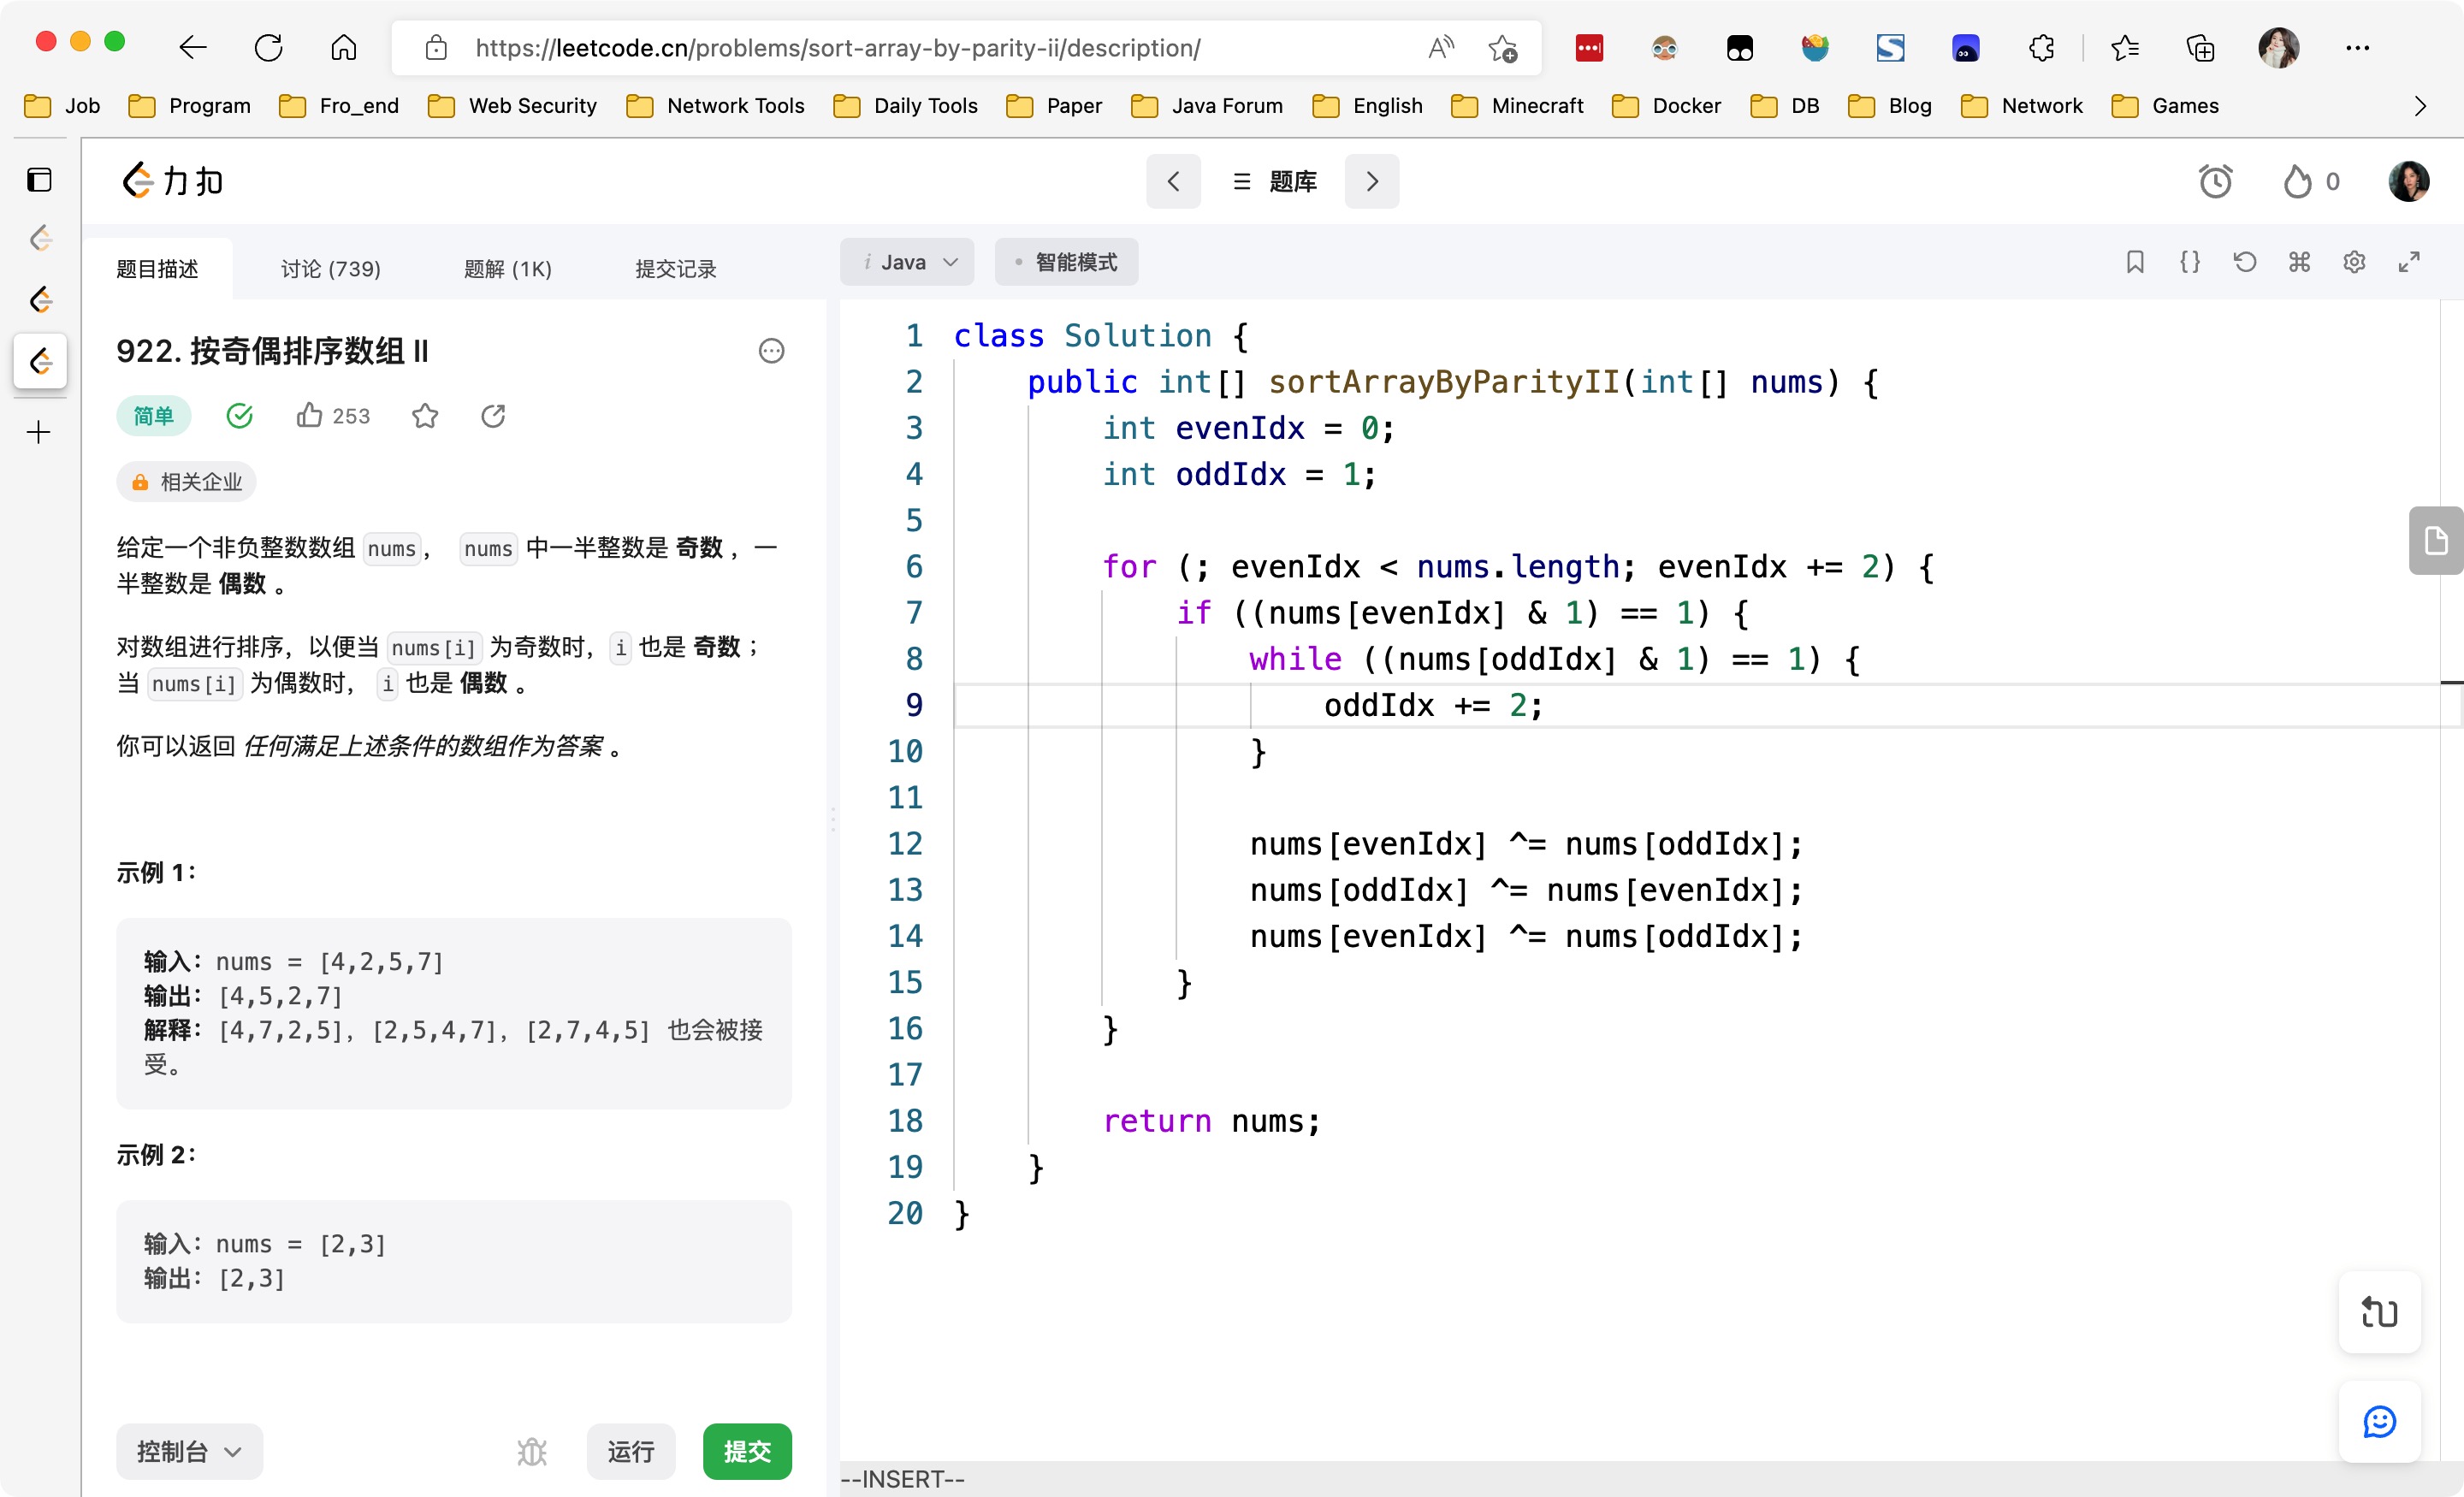 https://leetcode.cn/problems/sort-array-by-parity-ii/description/
Job Program Fro_end Web Security Network Tools Daily Tools Paper Java Forum English Minecraft Docker DB Blog Network Games
力扣
题库
0
题目描述 讨论 (739) 题解 (1K) 提交记录
922. 按奇偶排序数组 II
简单 253
相关企业
给定一个非负整数数组 nums， nums 中一半整数是 奇数 ，一
半整数是 偶数 。
对数组进行排序，以便当 nums[i] 为奇数时，i 也是 奇数 ；
当 nums[i] 为偶数时， i 也是 偶数 。
你可以返回 任何满足上述条件的数组作为答案 。
示例 1：
输入：nums = [4,2,5,7]
输出：[4,5,2,7]
解释：[4,7,2,5]，[2,5,4,7]，[2,7,4,5] 也会被接
受。
示例 2：
输入：nums = [2,3]
输出：[2,3]
控制台 运行 提交
i Java 智能模式
1 class Solution {
2 public int[] sortArrayByParityII(int[] nums) {
3 int evenIdx = 0;
4 int oddIdx = 1;
5
6 for (; evenIdx < nums.length; evenIdx += 2) {
7 if ((nums[evenIdx] & 1) == 1) {
8 while ((nums[oddIdx] & 1) == 1) {
9 oddIdx += 2;
10 }
11
12 nums[evenIdx] ^= nums[oddIdx];
13 nums[oddIdx] ^= nums[evenIdx];
14 nums[evenIdx] ^= nums[oddIdx];
15 }
16 }
17
18 return nums;
19 }
20 }
--INSERT--